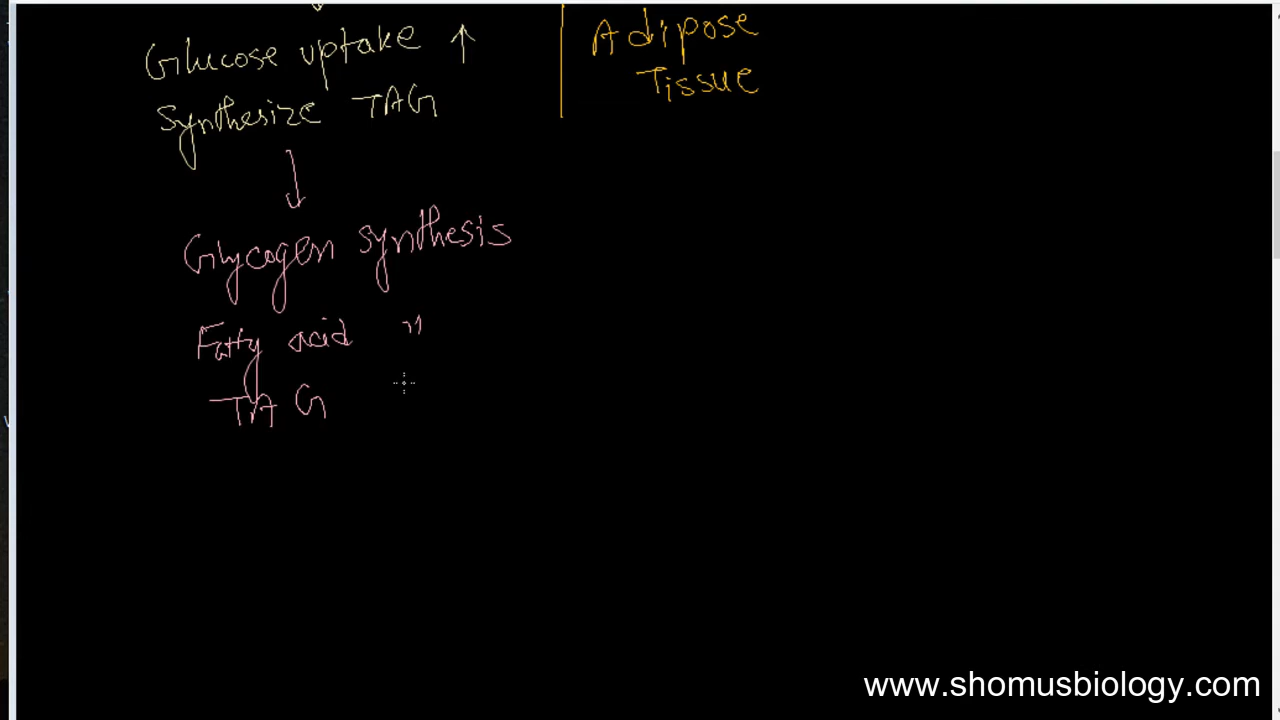 Glucose uptake ↑
Synthesize TAG
↓
Glycogen synthesis
Fatty acid "
TAG
Adipose
Tissue
www.shomusbiology.com